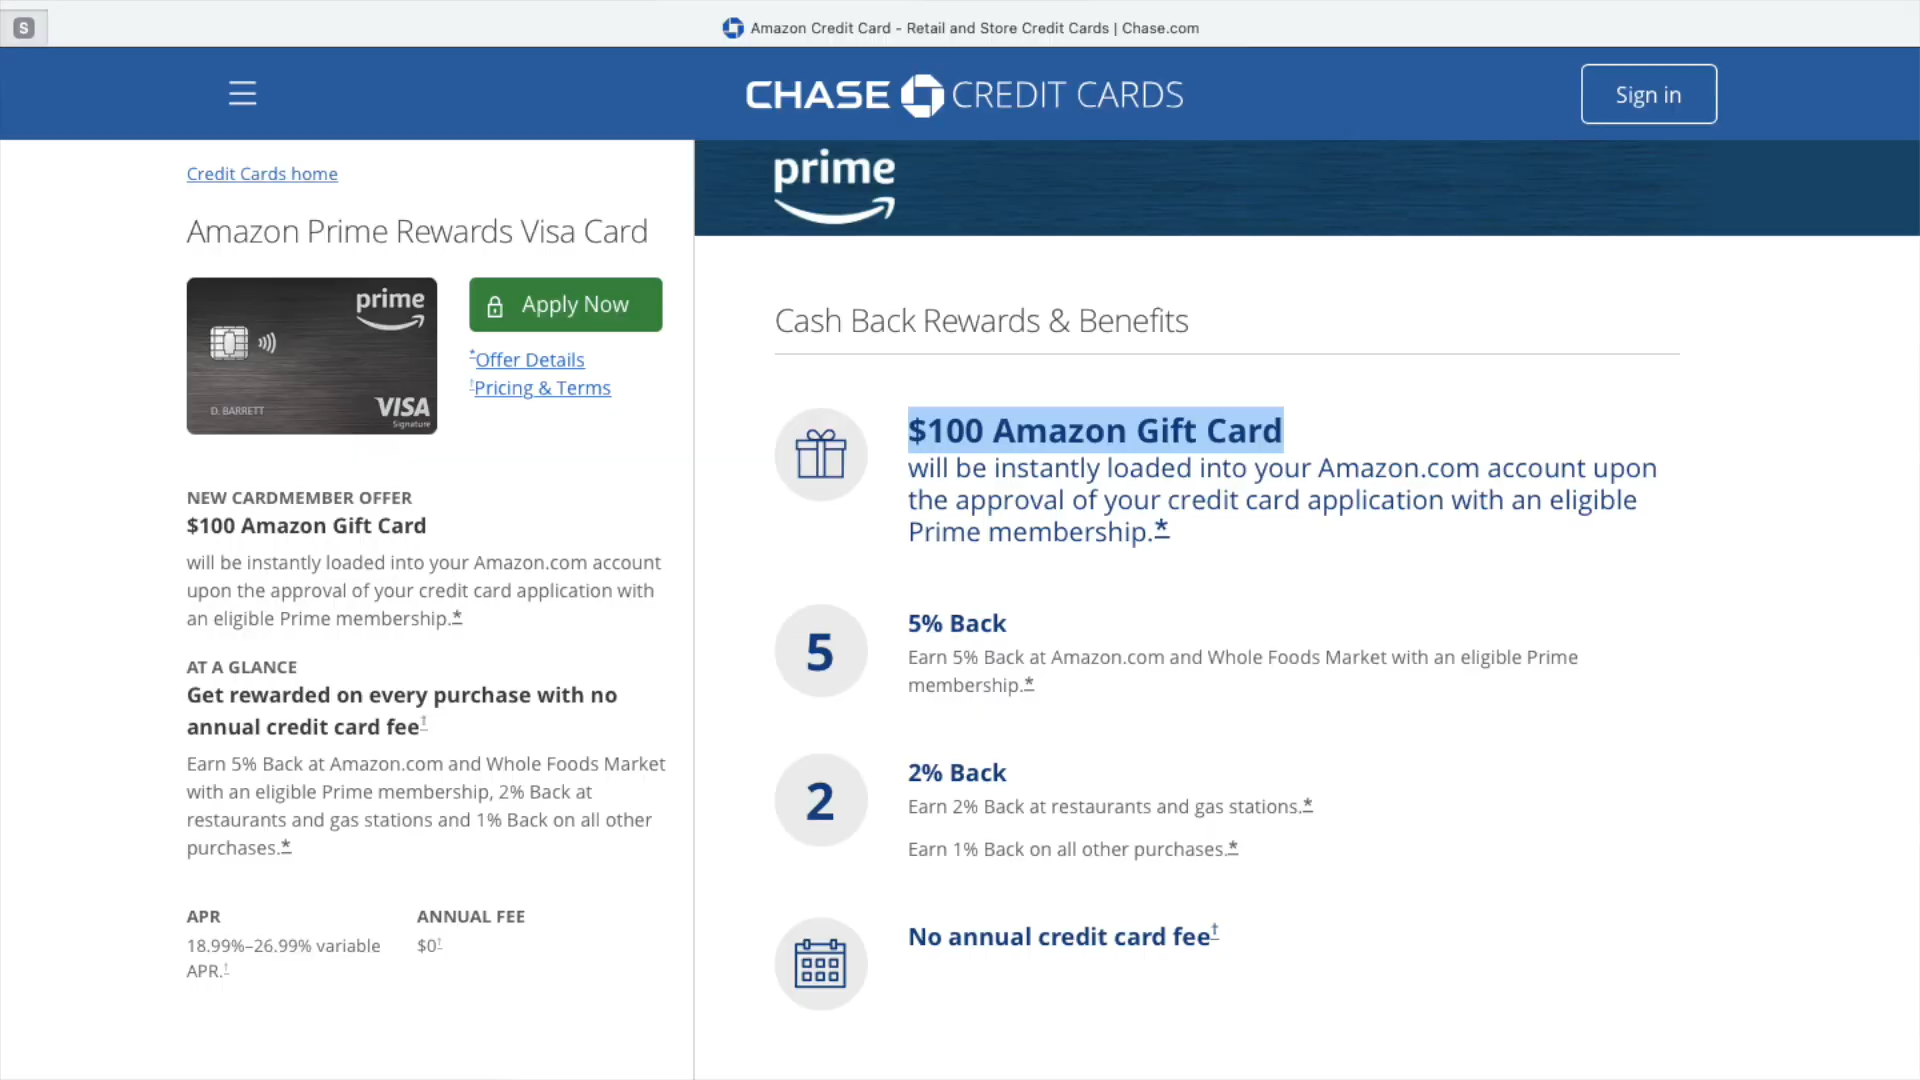 S
Amazon Credit Card - Retail and Store Credit Cards | Chase.com
CHASE CREDIT CARDS
Sign in
Credit Cards home
Amazon Prime Rewards Visa Card
prime
D. BARRETT
VISA
Signature
Apply Now
*Offer Details
†Pricing & Terms
NEW CARDMEMBER OFFER
$100 Amazon Gift Card
will be instantly loaded into your Amazon.com account
upon the approval of your credit card application with
an eligible Prime membership.*
AT A GLANCE
Get rewarded on every purchase with no
annual credit card fee†
Earn 5% Back at Amazon.com and Whole Foods Market
with an eligible Prime membership, 2% Back at
restaurants and gas stations and 1% Back on all other
purchases.*
APR
18.99%–26.99% variable
APR.†
ANNUAL FEE
$0†
prime
Cash Back Rewards & Benefits
$100 Amazon Gift Card
will be instantly loaded into your Amazon.com account upon
the approval of your credit card application with an eligible
Prime membership.*
5
5% Back
Earn 5% Back at Amazon.com and Whole Foods Market with an eligible Prime
membership.*
2
2% Back
Earn 2% Back at restaurants and gas stations.*
Earn 1% Back on all other purchases.*
No annual credit card fee†